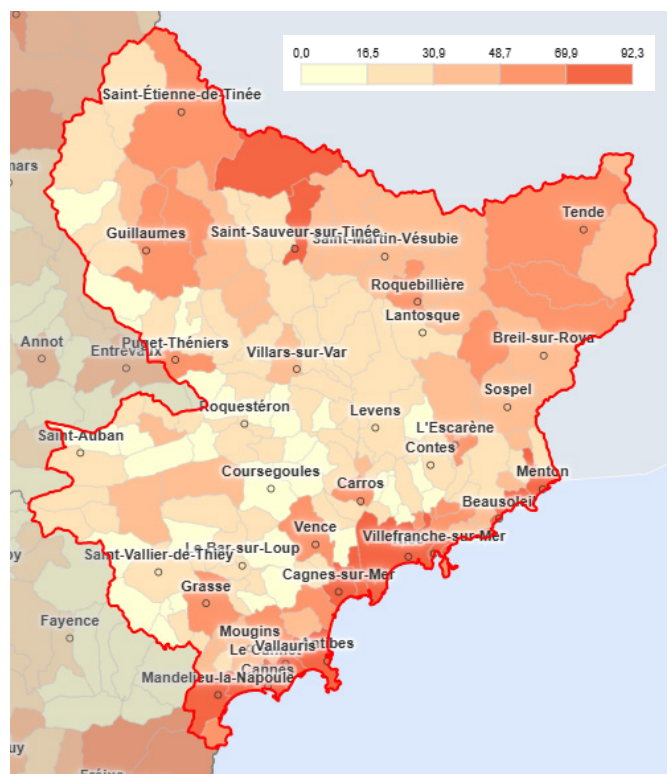 0,0 16,5 30,9 48,7 69,9 92,3
Saint-Étienne-de-Tinée
Tende
Guillaumes
Saint-Sauveur-sur-Tinée
Saint-Martin-Vésubie
Roquebillière
Lantosque
Annot
Entrevaux
Puget-Théniers
Villars-sur-Var
Breil-sur-Roya
Sospel
Roquestéron
Levens
L'Escarène
Saint-Auban
Contes
Coursegoules
Carros
Menton
Beausoleil
Vence
Villefranche-sur-Mer
Le Bar-sur-Loup
Saint-Vallier-de-Thiey
Cagnes-sur-Mer
Grasse
Fayence
Mougins
Vallauris
Antibes
Le Cannet
Cannes
Mandelieu-la-Napoule
Fréjus